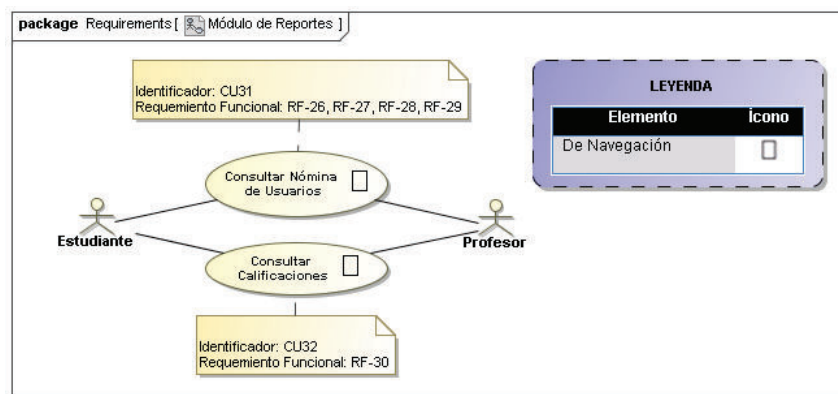 package Requirements [ Módulo de Reportes ]
Identificador: CU31
Requemiento Funcional: RF-26, RF-27, RF-28, RF-29
LEYENDA
Elemento Ícono
De Navegación
Consultar Nómina
de Usuarios
Estudiante
Profesor
Consultar
Calificaciones
Identificador: CU32
Requemiento Funcional: RF-30